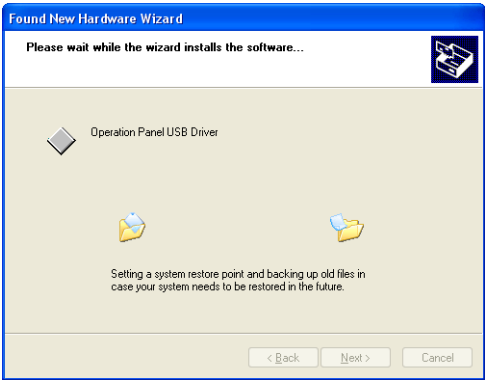 Found New Hardware Wizard
Please wait while the wizard installs the software...
Operation Panel USB Driver
Setting a system restore point and backing up old files in
case your system needs to be restored in the future.
< Back
Next >
Cancel